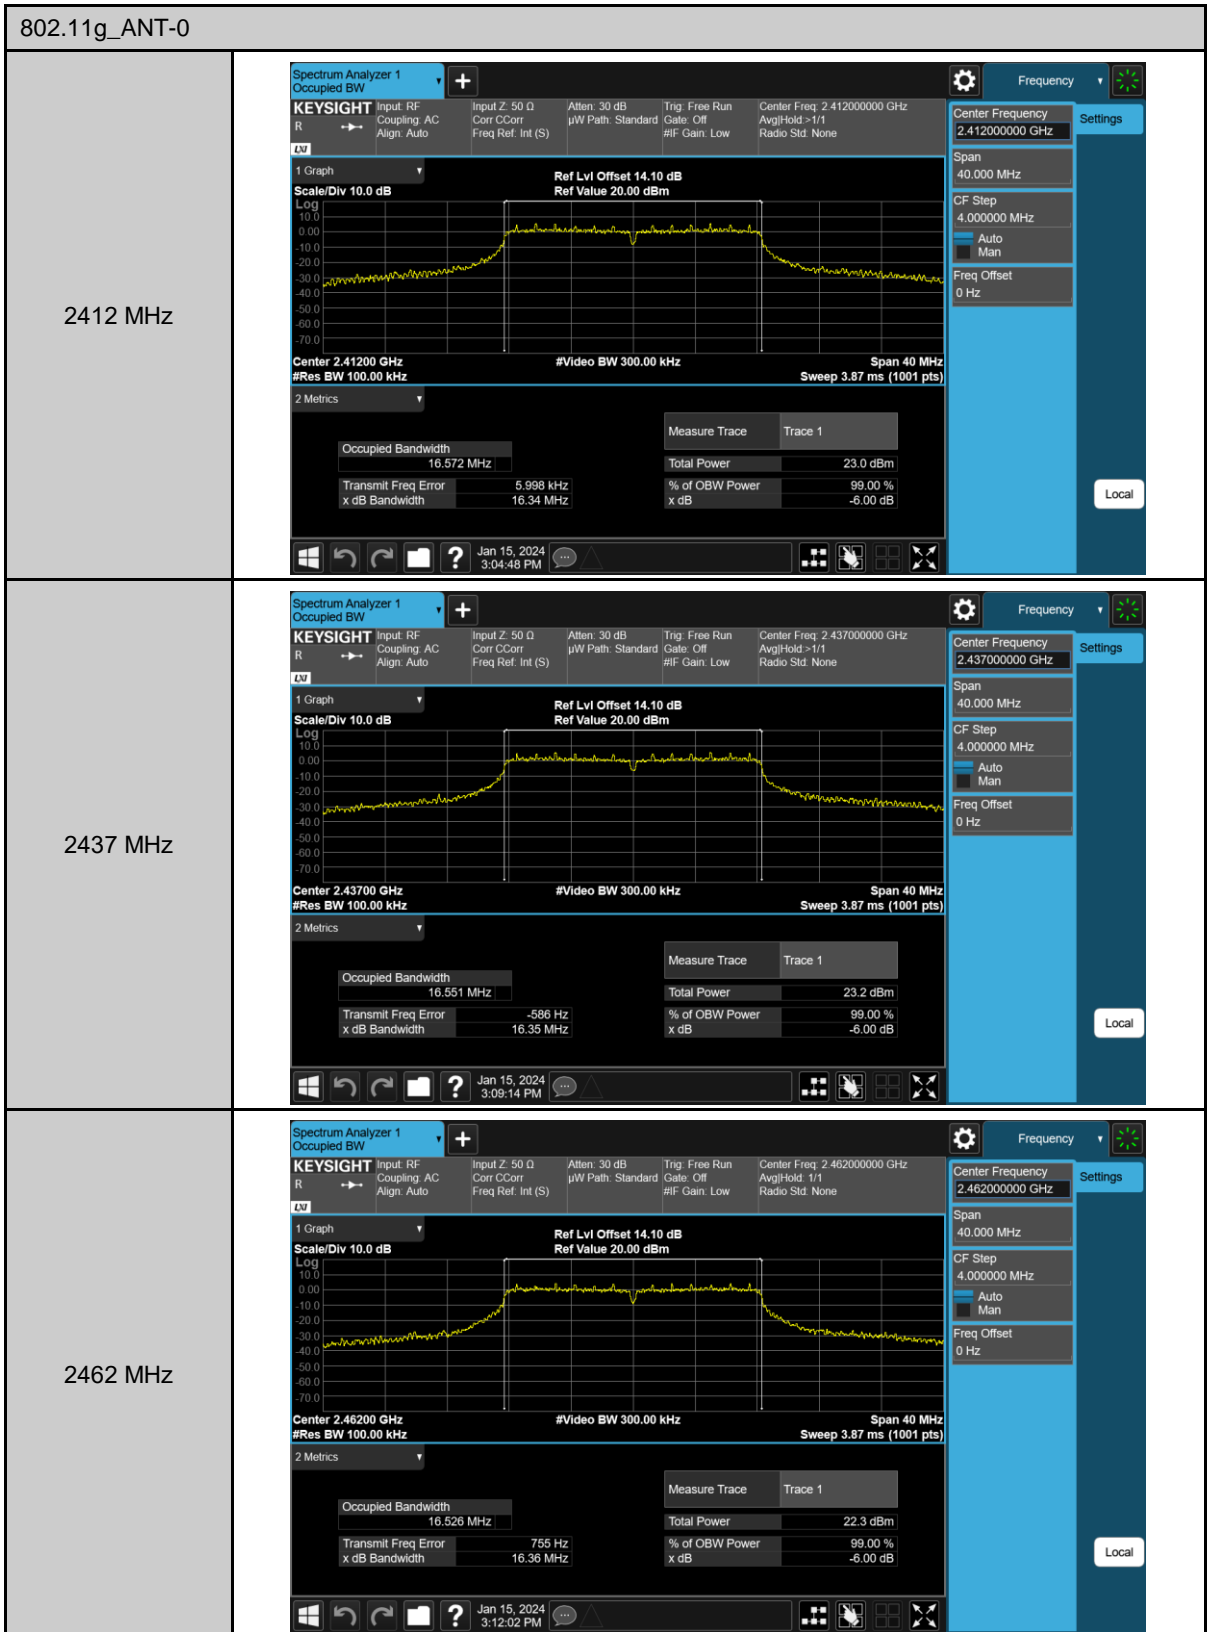 802.11g_ANT-0
2412 MHz
Spectrum Analyzer 1
Occupied BW
Frequency
KEYSIGHT
R
LXI
Input: RF
Coupling: AC
Align: Auto
Input Z: 50 Ω
Corr CCorr
Freq Ref: Int (S)
Atten: 30 dB
µW Path: Standard
Trig: Free Run
Gate: Off
#IF Gain: Low
Center Freq: 2.412000000 GHz
Avg|Hold:>1/1
Radio Std: None
Center Frequency
2.412000000 GHz
Settings
Span
40.000 MHz
CF Step
4.000000 MHz
Auto
Man
Freq Offset
0 Hz
Local
1 Graph
Scale/Div 10.0 dB
Ref Lvl Offset 14.10 dB
Ref Value 20.00 dBm
Log
10.0
0.00
-10.0
-20.0
-30.0
-40.0
-50.0
-60.0
-70.0
Center 2.41200 GHz
#Video BW 300.00 kHz
Span 40 MHz
#Res BW 100.00 kHz
Sweep 3.87 ms (1001 pts)
2 Metrics
Measure Trace Trace 1
Occupied Bandwidth
16.572 MHz
Total Power 23.0 dBm
Transmit Freq Error 5.998 kHz
% of OBW Power 99.00 %
x dB Bandwidth 16.34 MHz
x dB -6.00 dB
?
Jan 15, 2024
3:04:48 PM
2437 MHz
Spectrum Analyzer 1
Occupied BW
Frequency
KEYSIGHT
R
LXI
Input: RF
Coupling: AC
Align: Auto
Input Z: 50 Ω
Corr CCorr
Freq Ref: Int (S)
Atten: 30 dB
µW Path: Standard
Trig: Free Run
Gate: Off
#IF Gain: Low
Center Freq: 2.437000000 GHz
Avg|Hold:>1/1
Radio Std: None
Center Frequency
2.437000000 GHz
Settings
Span
40.000 MHz
CF Step
4.000000 MHz
Auto
Man
Freq Offset
0 Hz
Local
1 Graph
Scale/Div 10.0 dB
Ref Lvl Offset 14.10 dB
Ref Value 20.00 dBm
Log
10.0
0.00
-10.0
-20.0
-30.0
-40.0
-50.0
-60.0
-70.0
Center 2.43700 GHz
#Video BW 300.00 kHz
Span 40 MHz
#Res BW 100.00 kHz
Sweep 3.87 ms (1001 pts)
2 Metrics
Measure Trace Trace 1
Occupied Bandwidth
16.551 MHz
Total Power 23.2 dBm
Transmit Freq Error -586 Hz
% of OBW Power 99.00 %
x dB Bandwidth 16.35 MHz
x dB -6.00 dB
?
Jan 15, 2024
3:09:14 PM
2462 MHz
Spectrum Analyzer 1
Occupied BW
Frequency
KEYSIGHT
R
LXI
Input: RF
Coupling: AC
Align: Auto
Input Z: 50 Ω
Corr CCorr
Freq Ref: Int (S)
Atten: 30 dB
µW Path: Standard
Trig: Free Run
Gate: Off
#IF Gain: Low
Center Freq: 2.462000000 GHz
Avg|Hold: 1/1
Radio Std: None
Center Frequency
2.462000000 GHz
Settings
Span
40.000 MHz
CF Step
4.000000 MHz
Auto
Man
Freq Offset
0 Hz
Local
1 Graph
Scale/Div 10.0 dB
Ref Lvl Offset 14.10 dB
Ref Value 20.00 dBm
Log
10.0
0.00
-10.0
-20.0
-30.0
-40.0
-50.0
-60.0
-70.0
Center 2.46200 GHz
#Video BW 300.00 kHz
Span 40 MHz
#Res BW 100.00 kHz
Sweep 3.87 ms (1001 pts)
2 Metrics
Measure Trace Trace 1
Occupied Bandwidth
16.526 MHz
Total Power 22.3 dBm
Transmit Freq Error 755 Hz
% of OBW Power 99.00 %
x dB Bandwidth 16.36 MHz
x dB -6.00 dB
?
Jan 15, 2024
3:12:02 PM